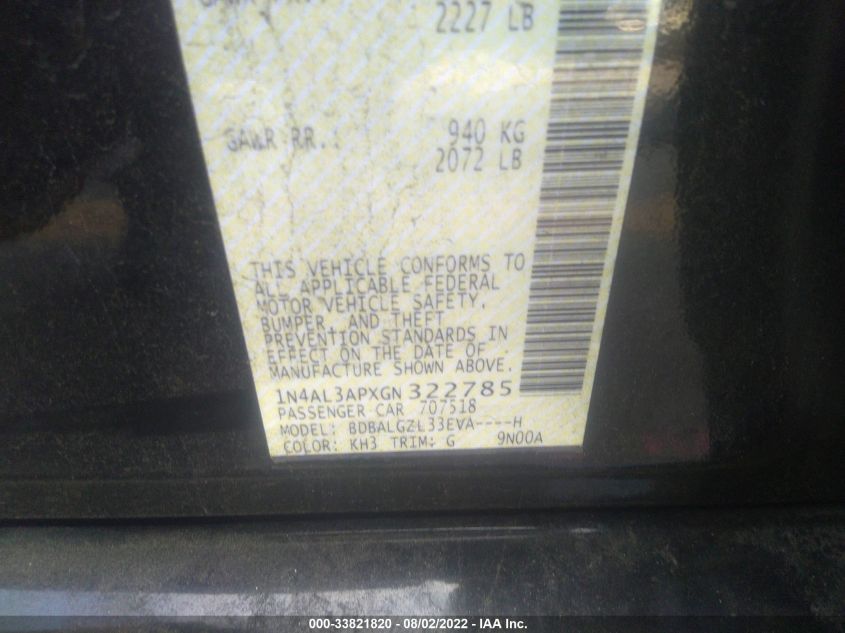 2227 LB
GAWR RR.: 940 KG
2072 LB
THIS VEHICLE CONFORMS TO
ALL APPLICABLE FEDERAL
MOTOR VEHICLE SAFETY,
BUMPER, AND THEFT
PREVENTION STANDARDS IN
EFFECT ON THE DATE OF
MANUFACTURE SHOWN ABOVE.
1N4AL3APXGN322785
PASSENGER CAR 707518
MODEL: BDBALGZL33EVA----H
COLOR: KH3 TRIM: G 9N00A
000-33821820 - 08/02/2022 - IAA Inc.